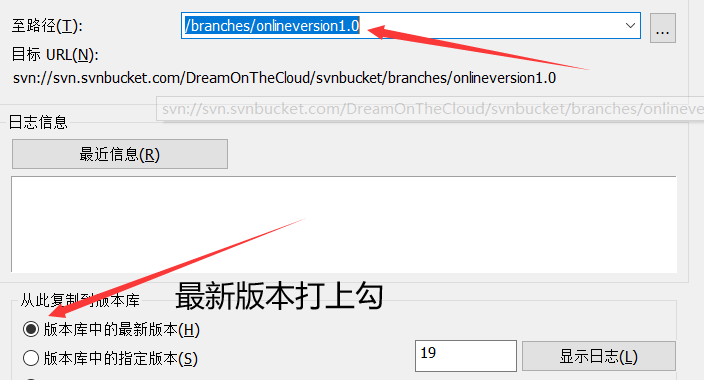 至路径(T):
/branches/onlineversion1.0
...
目标 URL(N):
svn://svn.svnbucket.com/DreamOnTheCloud/svnbucket/branches/onlineversion1.0
svn://svn.svnbucket.com/DreamOnTheCloud/svnbucket/branches/onlineve
日志信息
最近信息(R)
最新版本打上勾
从此复制到版本库
版本库中的最新版本(H)
版本库中的指定版本(S)
19
显示日志(L)